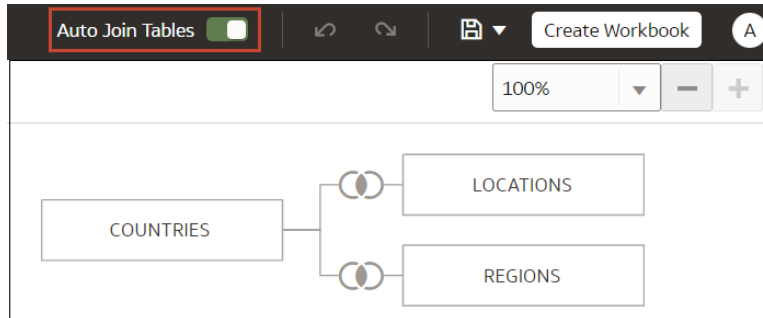 Auto Join Tables Create Workbook A
100%
LOCATIONS
COUNTRIES
REGIONS